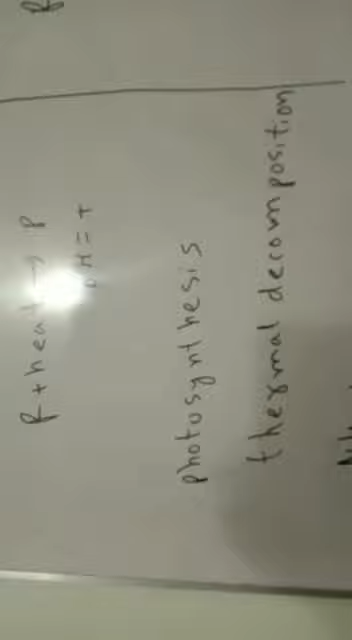 R + heat → P
ΔH = +
photosynthesis
thermal decomposition